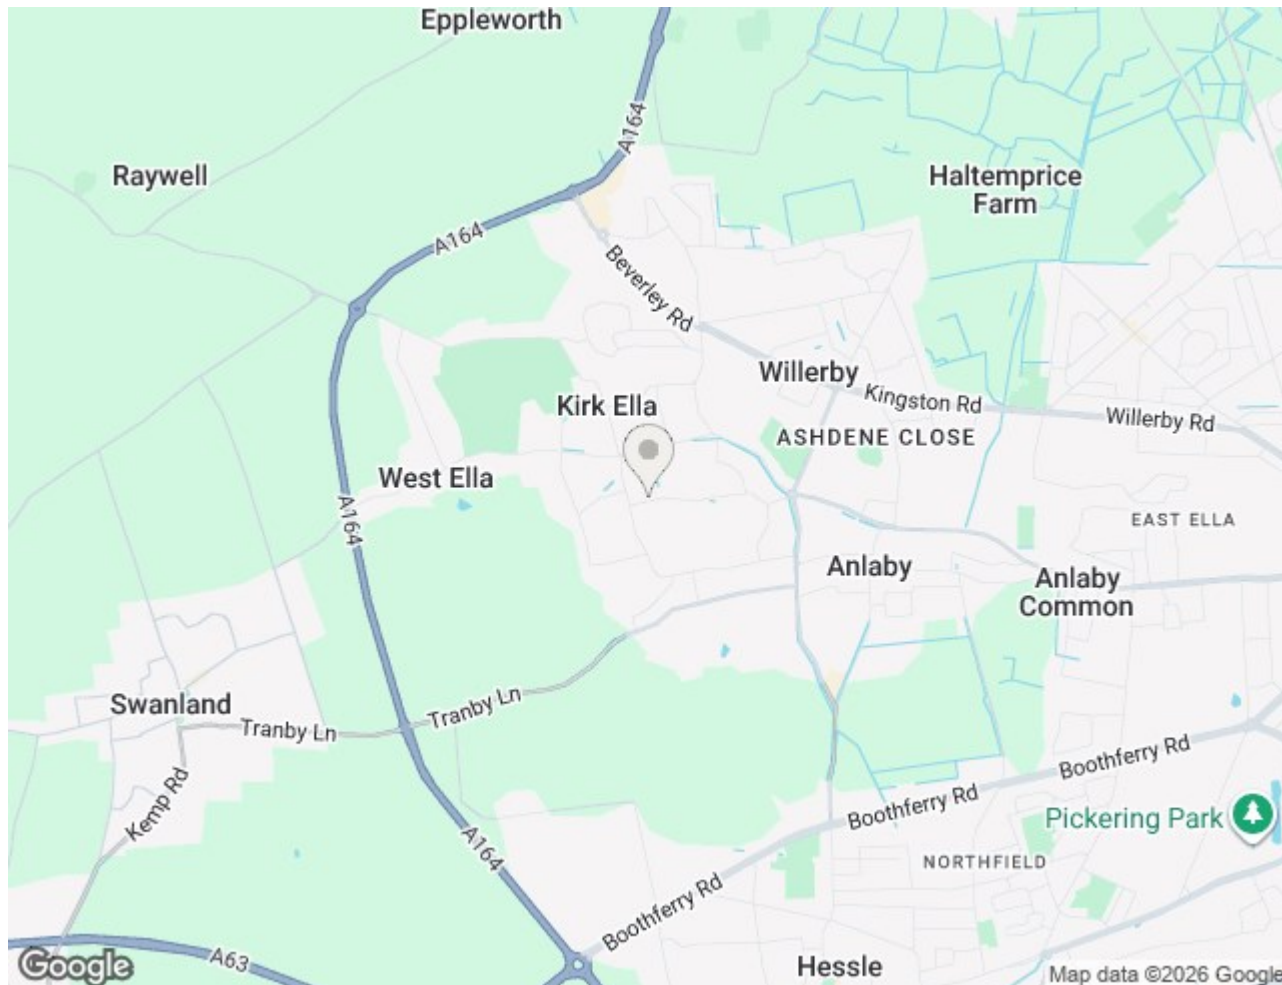 Eppleworth
A164
Raywell
Haltemprice
Farm
A164
Beverley Rd
Willerby
Kingston Rd
Kirk Ella
Willerby Rd
ASHDENE CLOSE
West Ella
A164
EAST ELLA
Anlaby
Anlaby
Common
Swanland
Tranby Ln
Tranby Ln
Boothferry Rd
Kemp Rd
Boothferry Rd
Pickering Park
A164
NORTHFIELD
Boothferry Rd
A63
Google
Hessle
Map data ©2026 Google